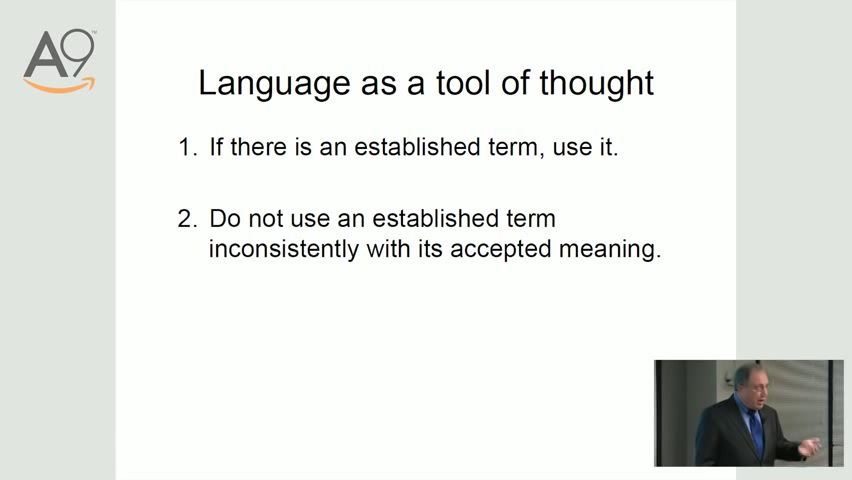 A9™
Language as a tool of thought
1. If there is an established term, use it.
2. Do not use an established term
inconsistently with its accepted meaning.